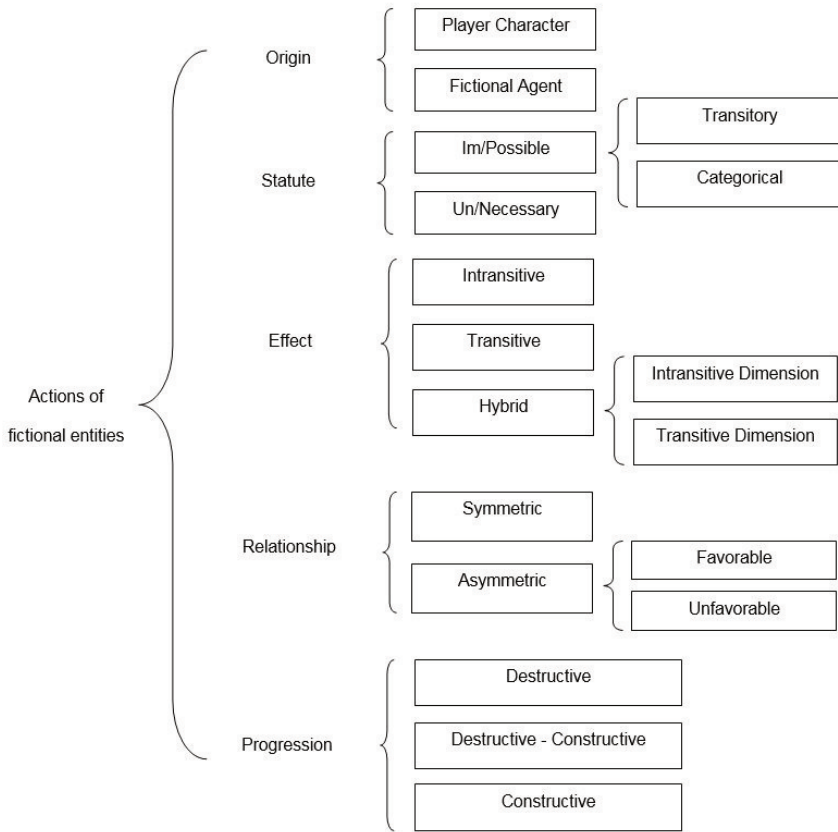 Actions of
fictional entities
Origin
Player Character
Fictional Agent
Statute
Im/Possible
Transitory
Categorical
Un/Necessary
Effect
Intransitive
Transitive
Hybrid
Intransitive Dimension
Transitive Dimension
Relationship
Symmetric
Asymmetric
Favorable
Unfavorable
Progression
Destructive
Destructive - Constructive
Constructive